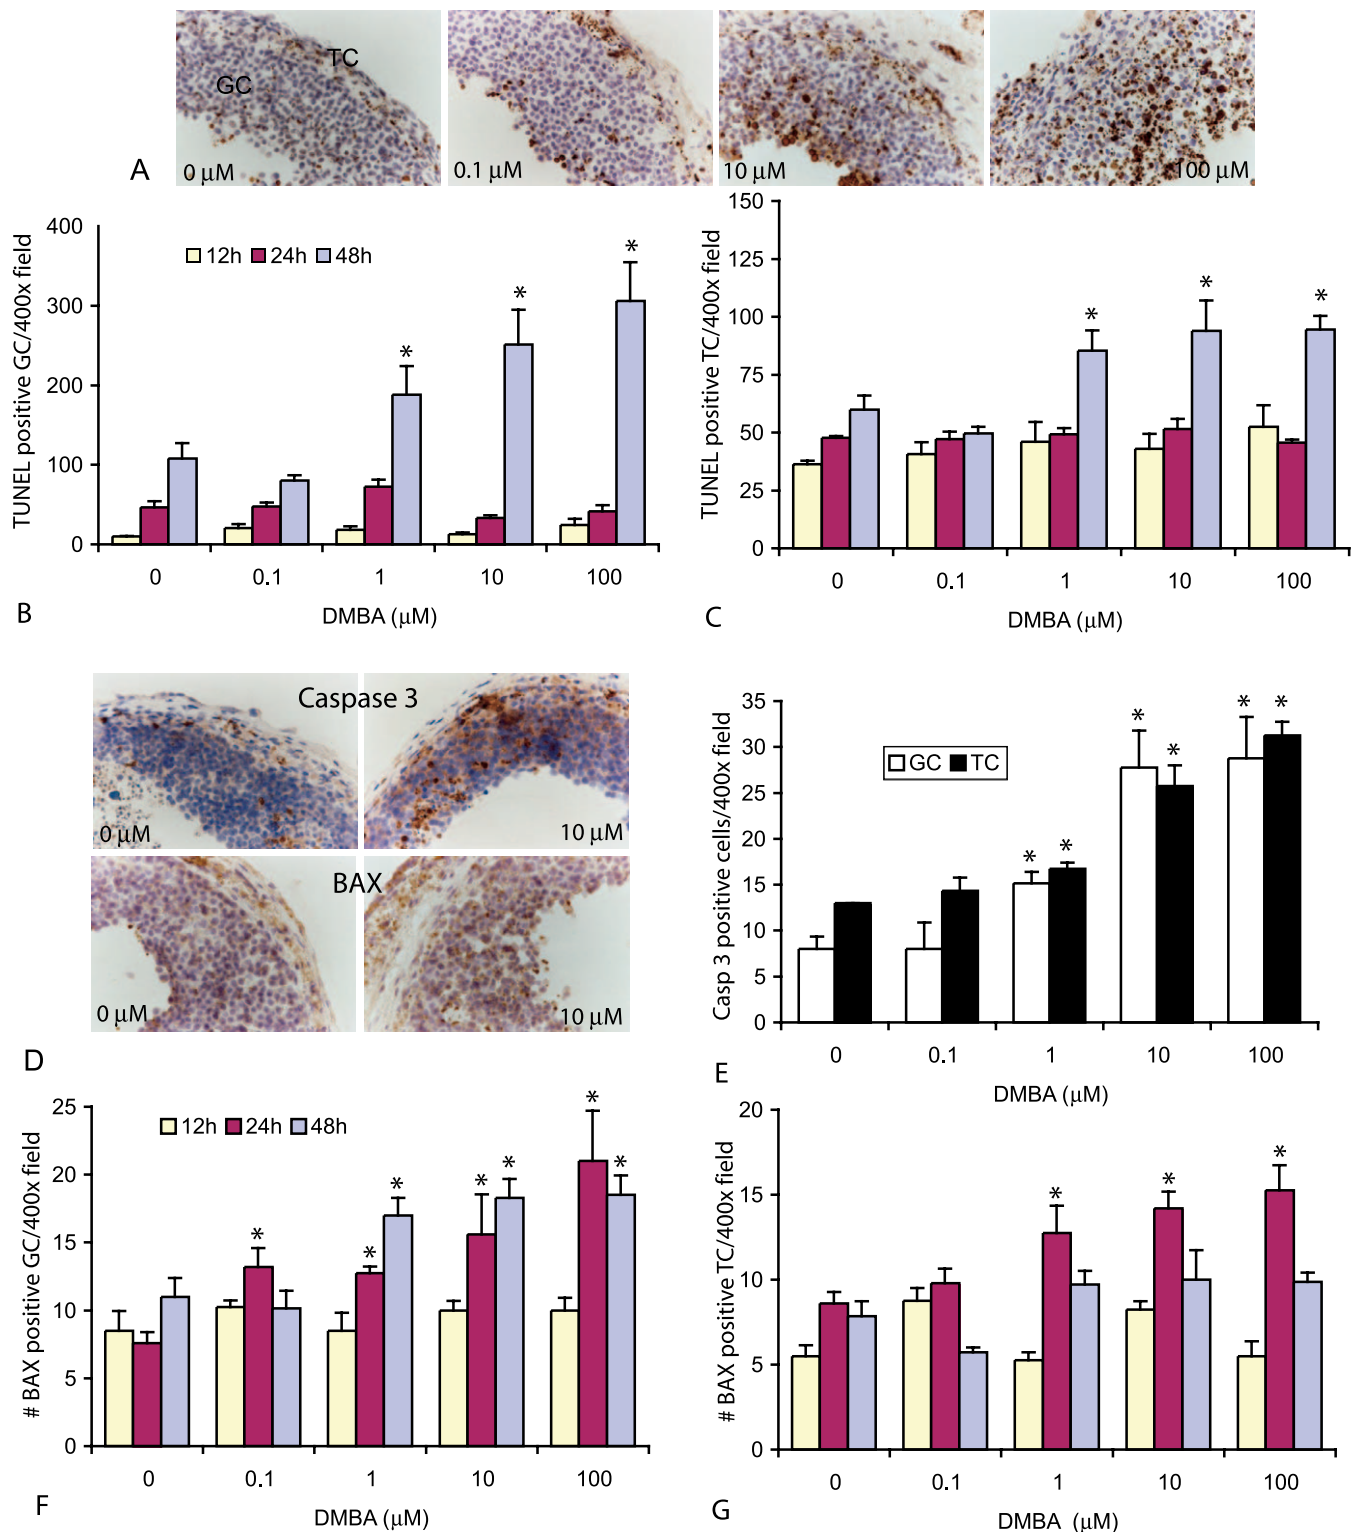 TC
GC
0 μM
0.1 μM
10 μM
100 μM
A
TUNEL positive GC/400x field
400
300
200
100
0
12h 24h 48h
*
*
*
0 0.1 1 10 100
DMBA (μM)
B
TUNEL positive TC/400x field
150
125
100
75
50
25
0
*
*
*
0 0.1 1 10 100
DMBA (μM)
C
Caspase 3
0 μM
10 μM
BAX
0 μM
10 μM
D
Casp 3 positive cells/400x field
35
30
25
20
15
10
5
0
GC TC
* *
* *
* *
0 0.1 1 10 100
DMBA (μM)
E
# BAX positive GC/400x field
25
20
15
10
5
0
12h 24h 48h
*
* *
* *
* *
0 0.1 1 10 100
DMBA (μM)
F
# BAX positive TC/400x field
20
15
10
5
0
*
*
*
0 0.1 1 10 100
DMBA (μM)
G